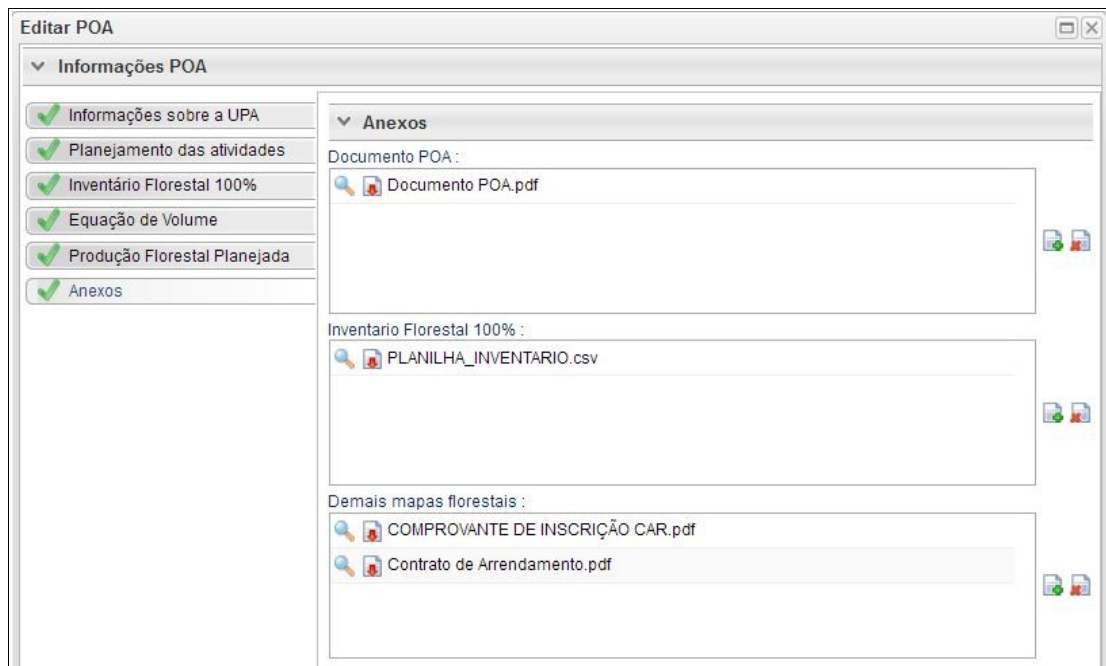 Editar POA
Informações POA
Informações sobre a UPA
Planejamento das atividades
Inventário Florestal 100%
Equação de Volume
Produção Florestal Planejada
Anexos
Anexos
Documento POA :
Documento POA.pdf
Inventario Florestal 100% :
PLANILHA_INVENTARIO.csv
Demais mapas florestais :
COMPROVANTE DE INSCRIÇÃO CAR.pdf
Contrato de Arrendamento.pdf